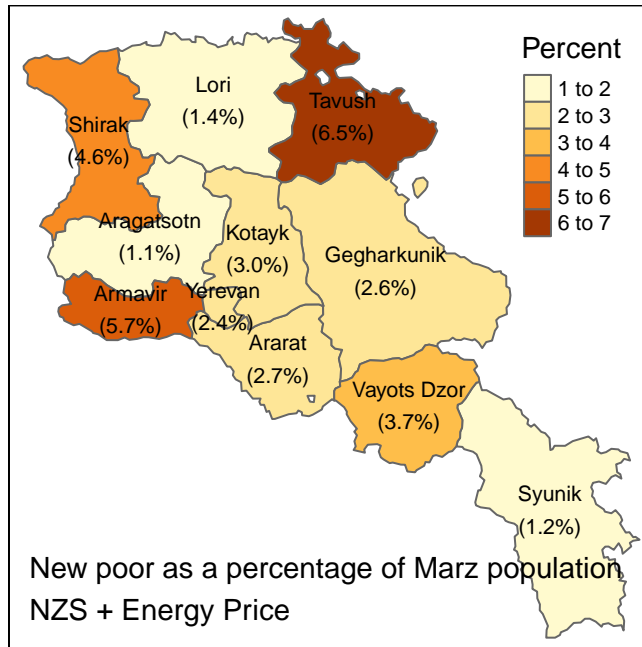 Percent
1 to 2
2 to 3
3 to 4
4 to 5
5 to 6
6 to 7
Lori
(1.4%)
Tavush
(6.5%)
Shirak
(4.6%)
Aragatsotn
(1.1%)
Kotayk
(3.0%)
Gegharkunik
(2.6%)
Armavir
(5.7%)
Yerevan
(2.4%)
Ararat
(2.7%)
Vayots Dzor
(3.7%)
Syunik
(1.2%)
New poor as a percentage of Marz population
NZS + Energy Price